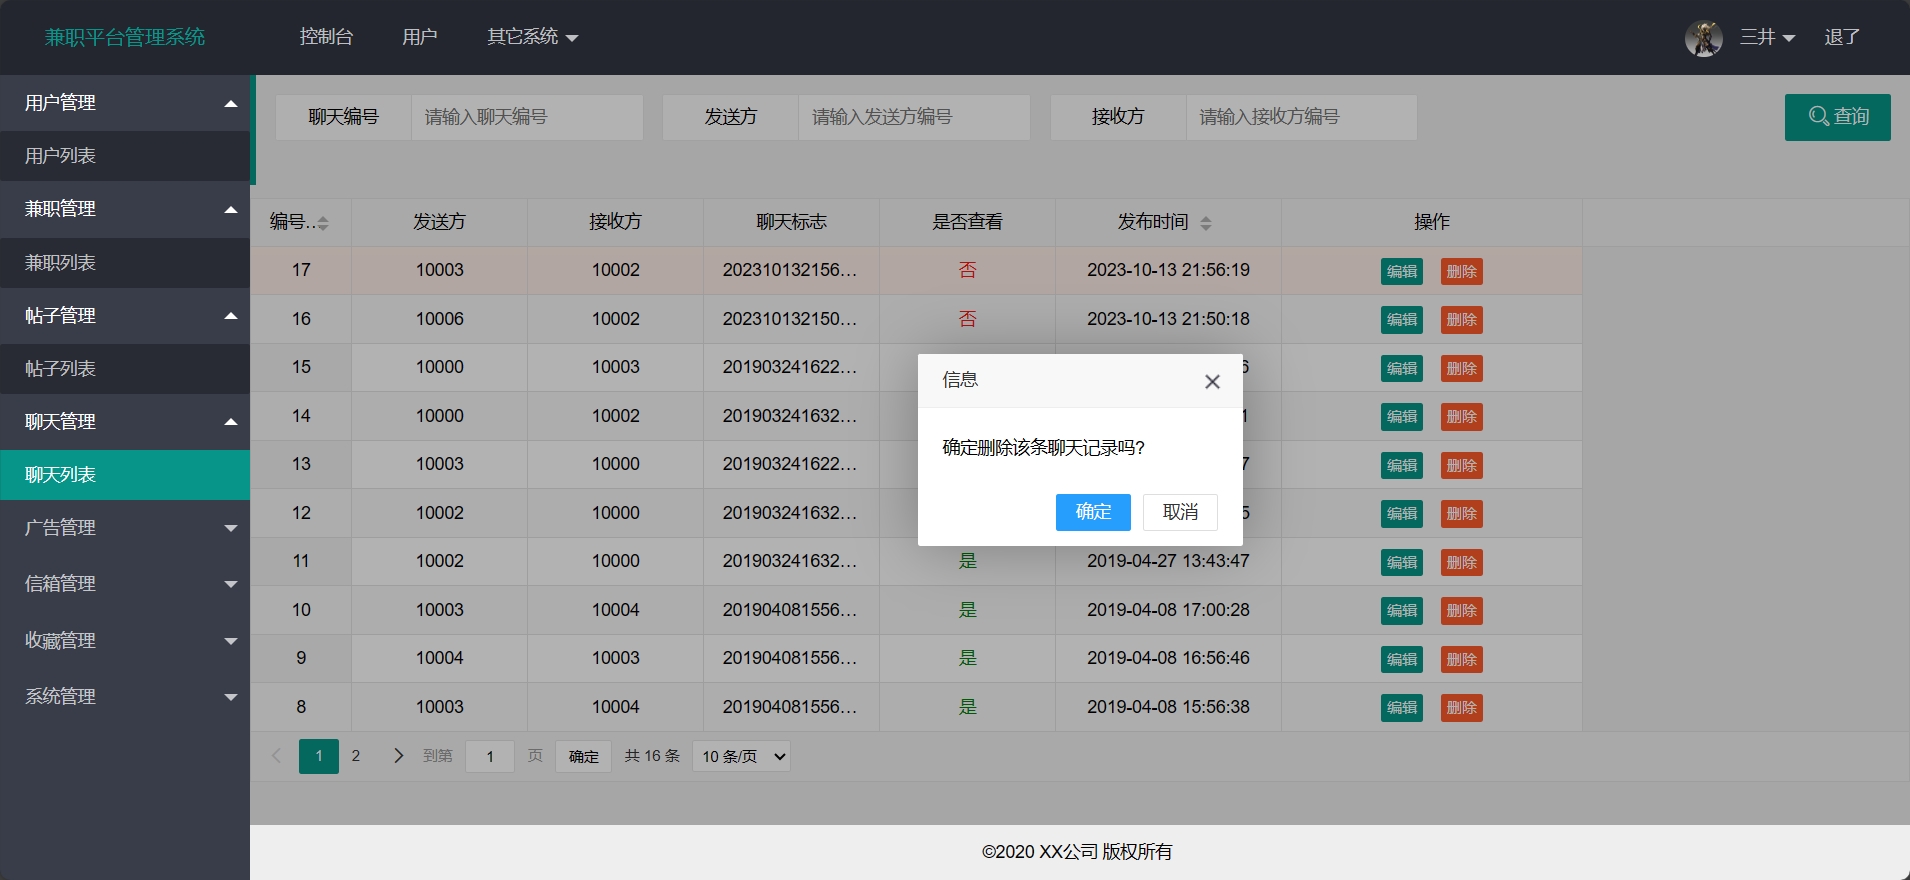 兼职平台管理系统 控制台 用户 其它系统 三井 退了
用户管理
用户列表
兼职管理
兼职列表
帖子管理
帖子列表
聊天管理
聊天列表
广告管理
信箱管理
收藏管理
系统管理
聊天编号 请输入聊天编号 发送方 请输入发送方编号 接收方 请输入接收方编号 查询
编号… 发送方 接收方 聊天标志 是否查看 发布时间 操作
17 10003 10002 202310132156… 否 2023-10-13 21:56:19 编辑 删除
16 10006 10002 202310132150… 否 2023-10-13 21:50:18 编辑 删除
15 10000 10003 201903241622… 6 编辑 删除
14 10000 10002 201903241632… 1 编辑 删除
13 10003 10000 201903241622… 7 编辑 删除
12 10002 10000 201903241632… 5 编辑 删除
11 10002 10000 201903241632… 是 2019-04-27 13:43:47 编辑 删除
10 10003 10004 201904081556… 是 2019-04-08 17:00:28 编辑 删除
9 10004 10003 201904081556… 是 2019-04-08 16:56:46 编辑 删除
8 10003 10004 201904081556… 是 2019-04-08 15:56:38 编辑 删除
信息
确定删除该条聊天记录吗?
确定 取消
1 2 到第 1 页 确定 共 16 条 10 条/页
©2020 XX公司 版权所有